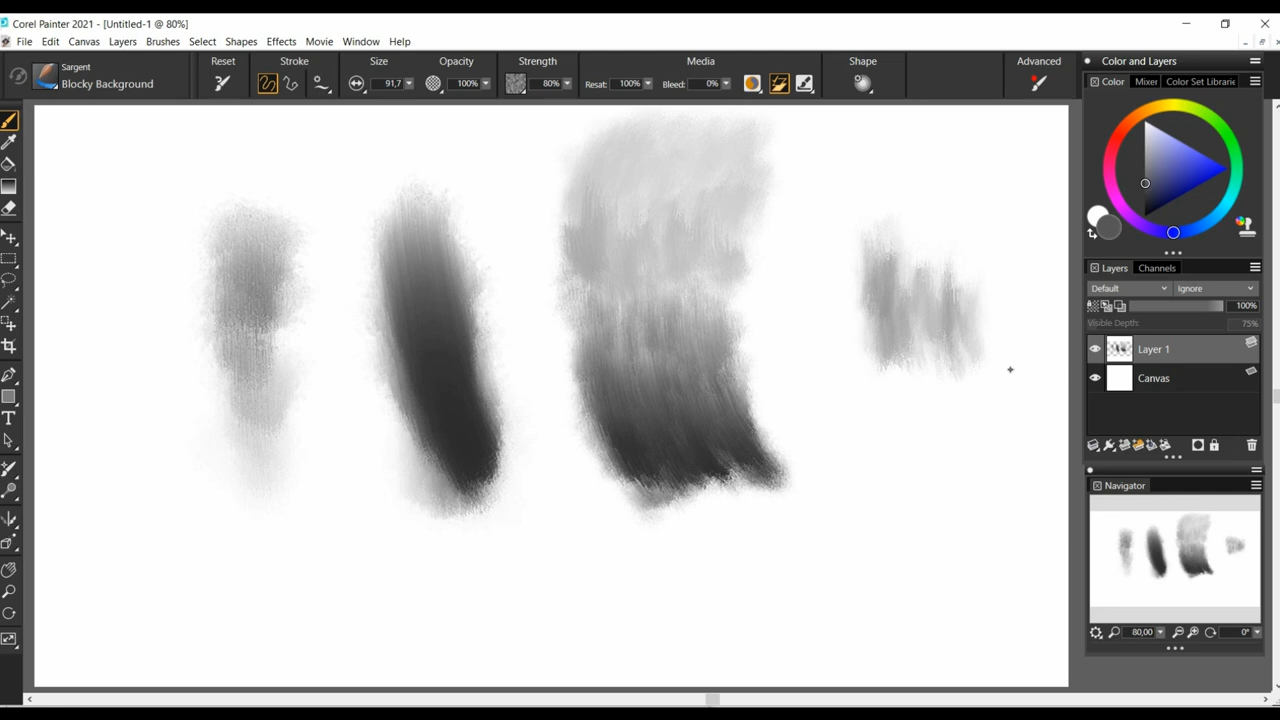 Corel Painter 2021 - [Untitled-1 @ 80%]
File Edit Canvas Layers Brushes Select Shapes Effects Movie Window Help
Sargent
Blocky Background
Reset
Stroke
Size
91,7
Opacity
100%
Strength
80%
Media
Resat: 100% Bleed: 0%
Shape
Advanced
Color and Layers
Color Mixer Color Set Librarie
Layers Channels
Default Ignore
100%
Visible Depth: 75%
Layer 1
Canvas
Navigator
80,00 0°
T